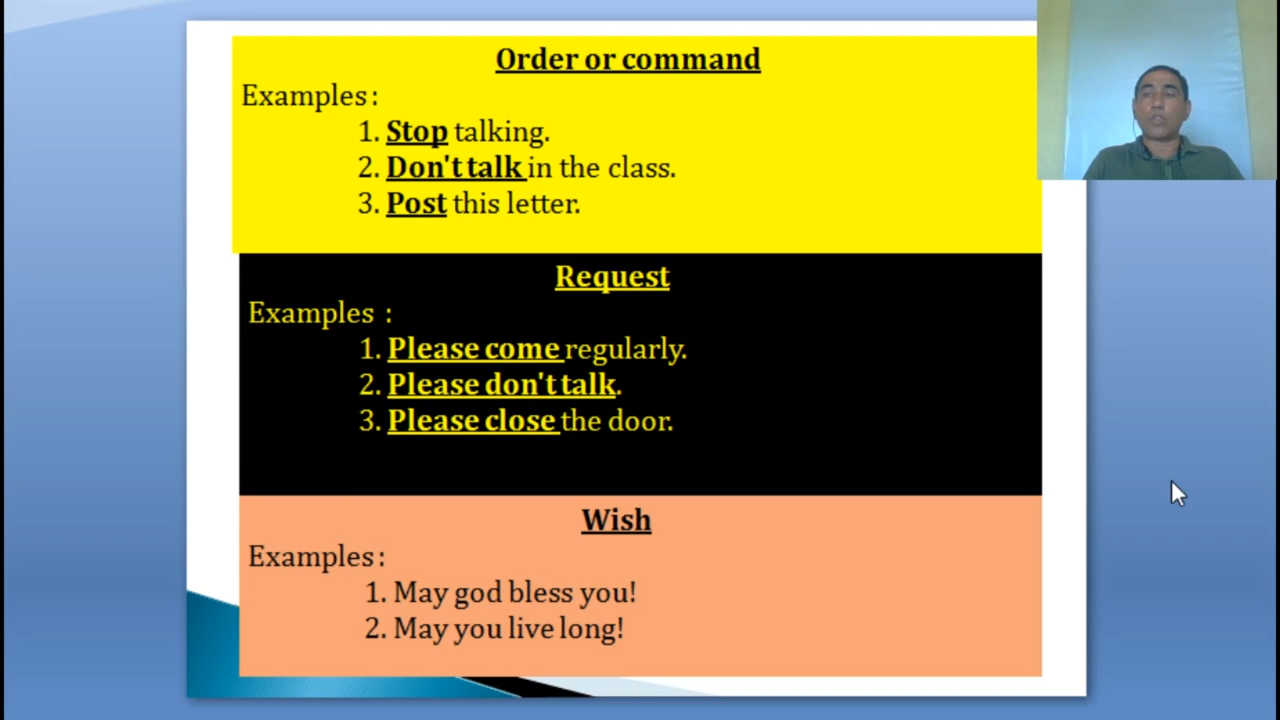 Order or command
Examples :
1. Stop talking.
2. Don't talk in the class.
3. Post this letter.
Request
Examples :
1. Please come regularly.
2. Please don't talk.
3. Please close the door.
Wish
Examples :
1. May god bless you!
2. May you live long!